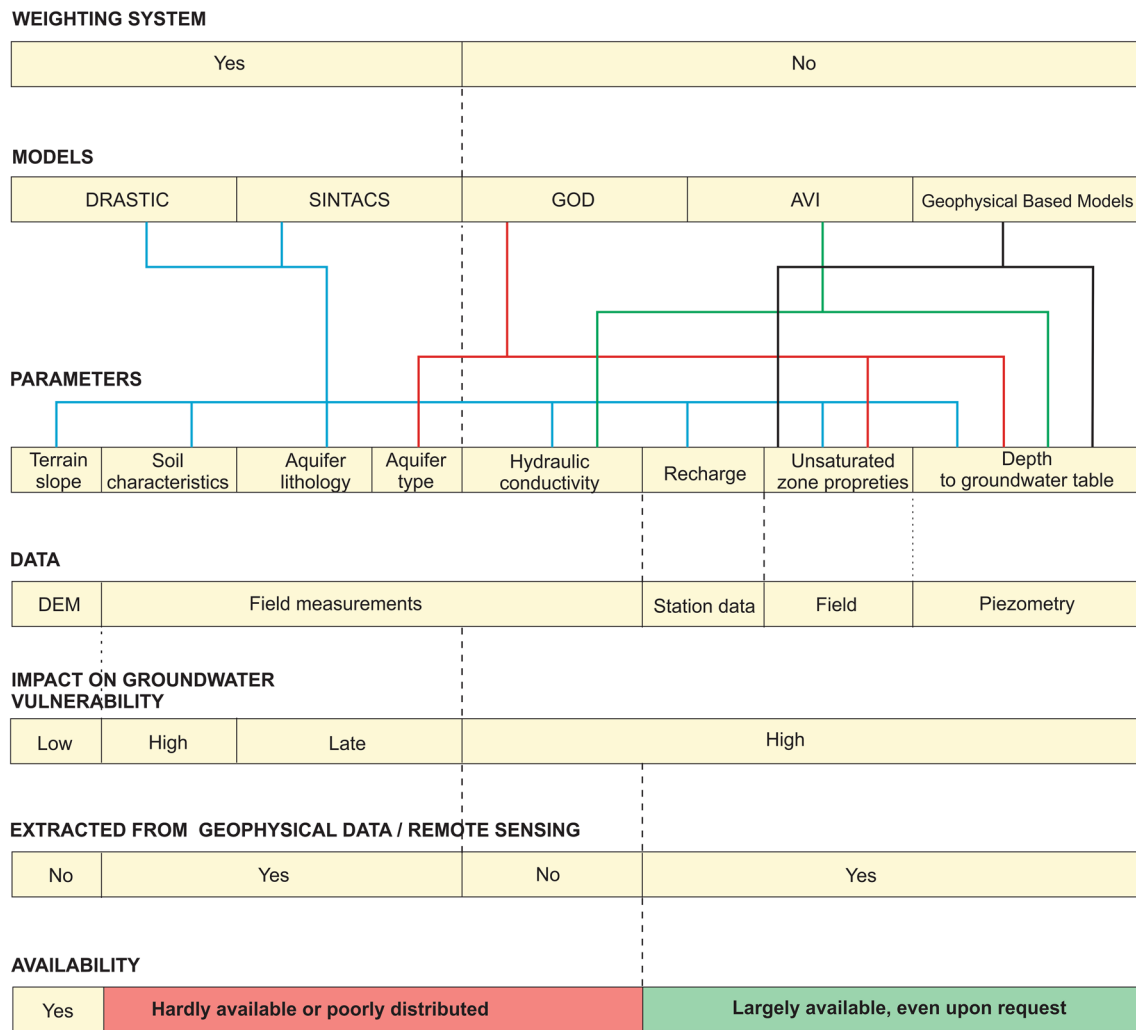 WEIGHTING SYSTEM
Yes
No
MODELS
DRASTIC
SINTACS
GOD
AVI
Geophysical Based Models
PARAMETERS
Terrain
slope
Soil
characteristics
Aquifer
lithology
Aquifer
type
Hydraulic
conductivity
Recharge
Unsaturated
zone propreties
Depth
to groundwater table
DATA
DEM
Field measurements
Station data
Field
Piezometry
IMPACT ON GROUNDWATER
VULNERABILITY
Low
High
Late
High
EXTRACTED FROM GEOPHYSICAL DATA / REMOTE SENSING
No
Yes
No
Yes
AVAILABILITY
Yes
Hardly available or poorly distributed
Largely available, even upon request